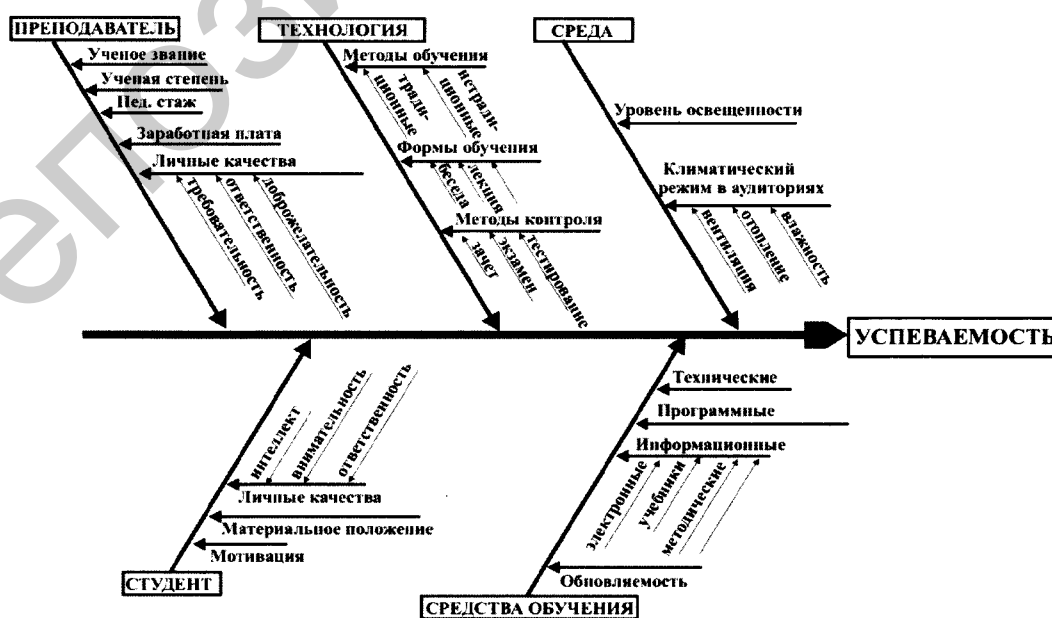 ПРЕПОДАВАТЕЛЬ
Ученое звание
Ученая степень
Пед. стаж
Заработная плата
Личные качества
требовательность
ответственность
доброжелательность
ТЕХНОЛОГИЯ
Методы обучения
тради-
ционные
нетради-
ционные
Формы обучения
беседа
лекция
Методы контроля
зачет
экзамен
тестирование
СРЕДА
Уровень освещенности
Климатический
режим в аудиториях
вентиляция
отопление
влажность
УСПЕВАЕМОСТЬ
интеллект
внимательность
ответственность
Личные качества
Материальное положение
Мотивация
СТУДЕНТ
Технические
Программные
Информационные
электронные
учебники
методические
Обновляемость
СРЕДСТВА ОБУЧЕНИЯ